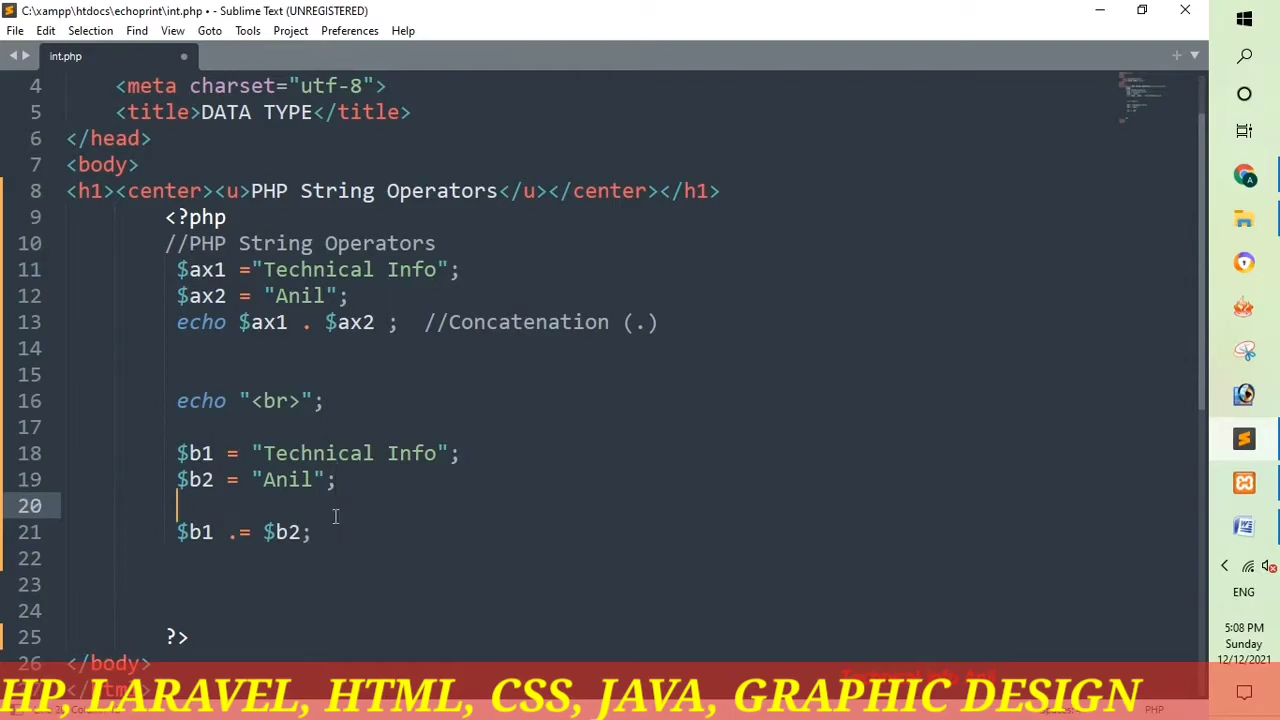 C:\xampp\htdocs\echoprint\int.php • - Sublime Text (UNREGISTERED)
File Edit Selection Find View Goto Tools Project Preferences Help
int.php
4 <meta charset="utf-8">
5 <title>DATA TYPE</title>
6 </head>
7 <body>
8 <h1><center><u>PHP String Operators</u></center></h1>
9 <?php
10 //PHP String Operators
11 $ax1 ="Technical Info";
12 $ax2 = "Anil";
13 echo $ax1 . $ax2 ; //Concatenation (.)
14
15
16 echo "<br>";
17
18 $b1 = "Technical Info";
19 $b2 = "Anil";
20
21 $b1 .= $b2;
22
23
24
25 ?>
26 </body>
HP, LARAVEL, HTML, CSS, JAVA, GRAPHIC DESIGN
PHP
ENG
5:08 PM
Sunday
12/12/2021